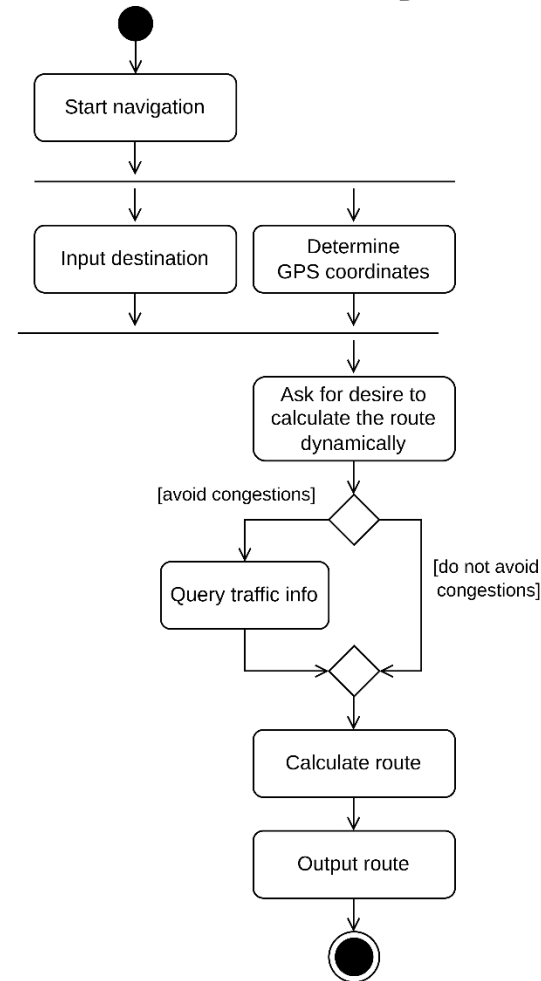 Start navigation
Input destination
Determine
GPS coordinates
Ask for desire to
calculate the route
dynamically
[avoid congestions]
[do not avoid
congestions]
Query traffic info
Calculate route
Output route